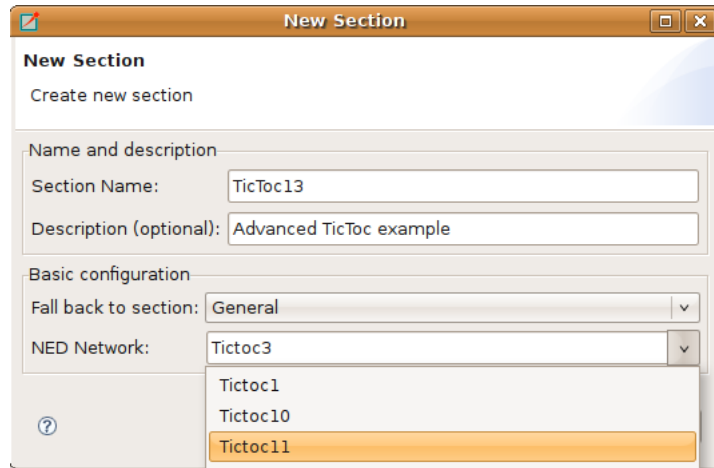 New Section
New Section
Create new section
Name and description
Section Name: TicToc13
Description (optional): Advanced TicToc example
Basic configuration
Fall back to section: General
NED Network: Tictoc3
Tictoc1
Tictoc10
Tictoc11